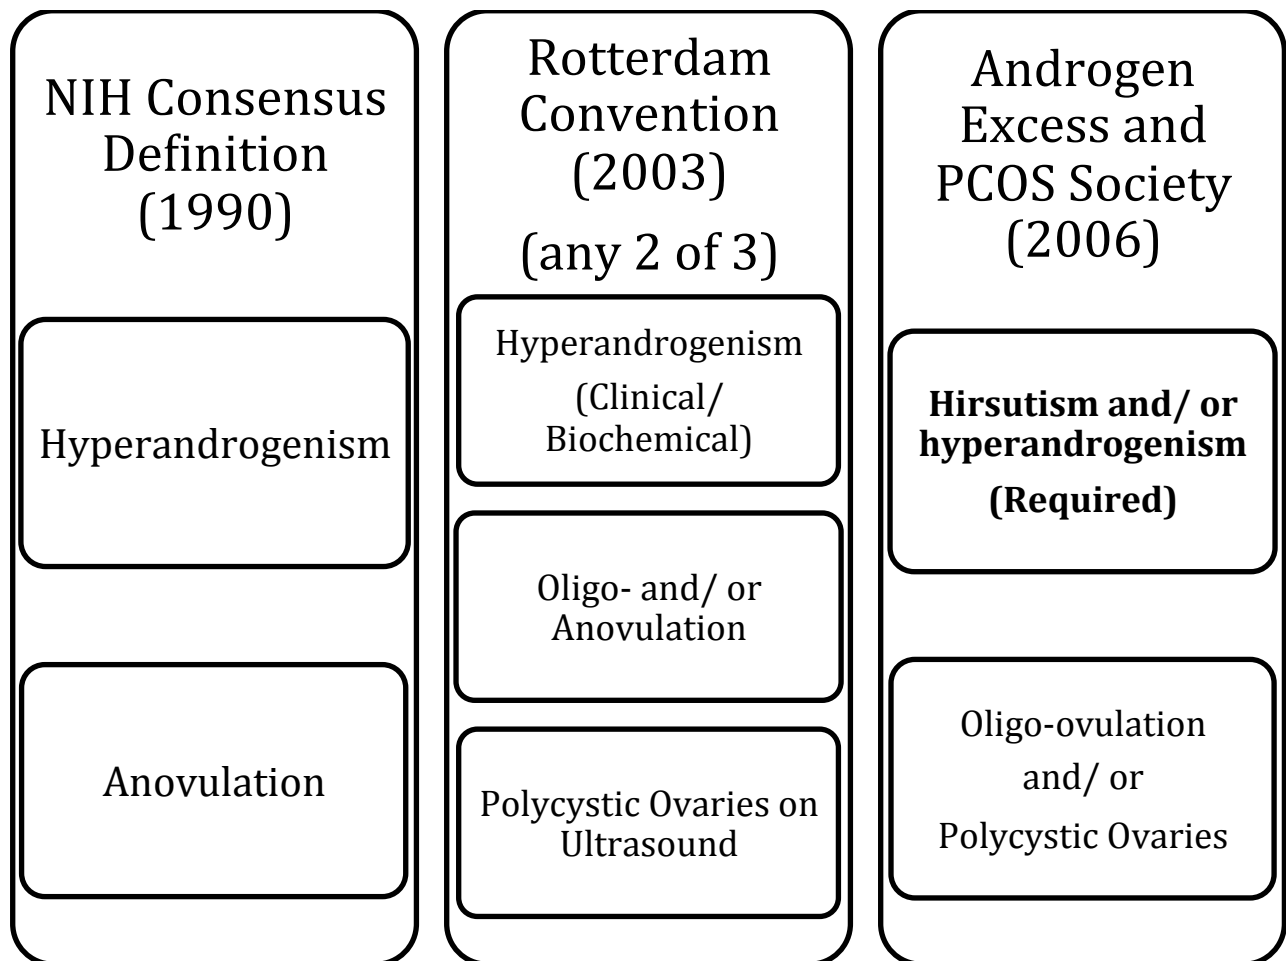 NIH Consensus
Definition
(1990)
Hyperandrogenism
Anovulation
Rotterdam
Convention
(2003)
(any 2 of 3)
Hyperandrogenism
(Clinical/
Biochemical)
Oligo- and/ or
Anovulation
Polycystic Ovaries on
Ultrasound
Androgen
Excess and
PCOS Society
(2006)
Hirsutism and/ or
hyperandrogenism
(Required)
Oligo-ovulation
and/ or
Polycystic Ovaries